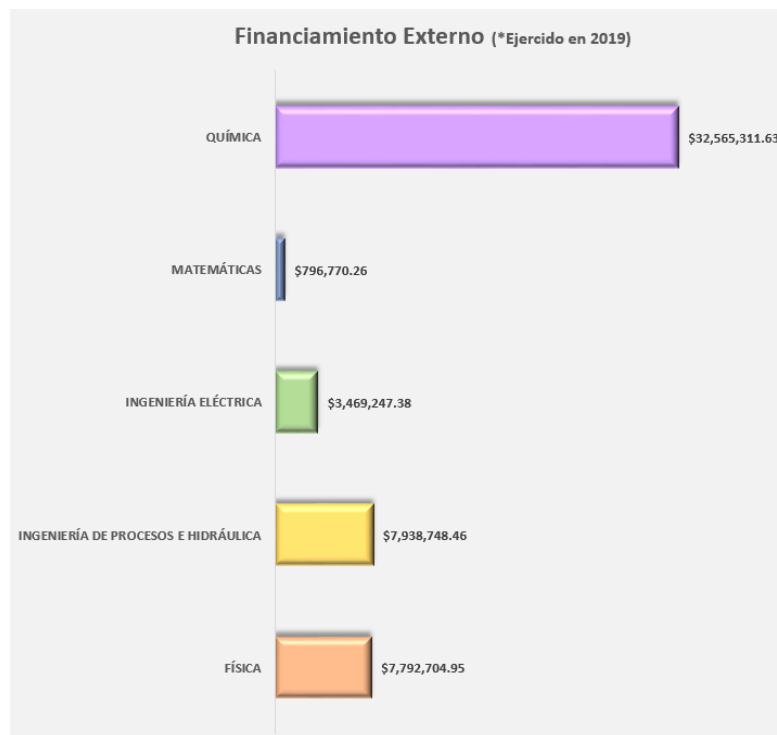 Financiamiento Externo (*Ejercido en 2019)
QUÍMICA
$32,565,311.63
MATEMÁTICAS
$796,770.26
INGENIERÍA ELÉCTRICA
$3,469,247.38
INGENIERÍA DE PROCESOS E HIDRÁULICA
$7,938,748.46
FÍSICA
$7,792,704.95